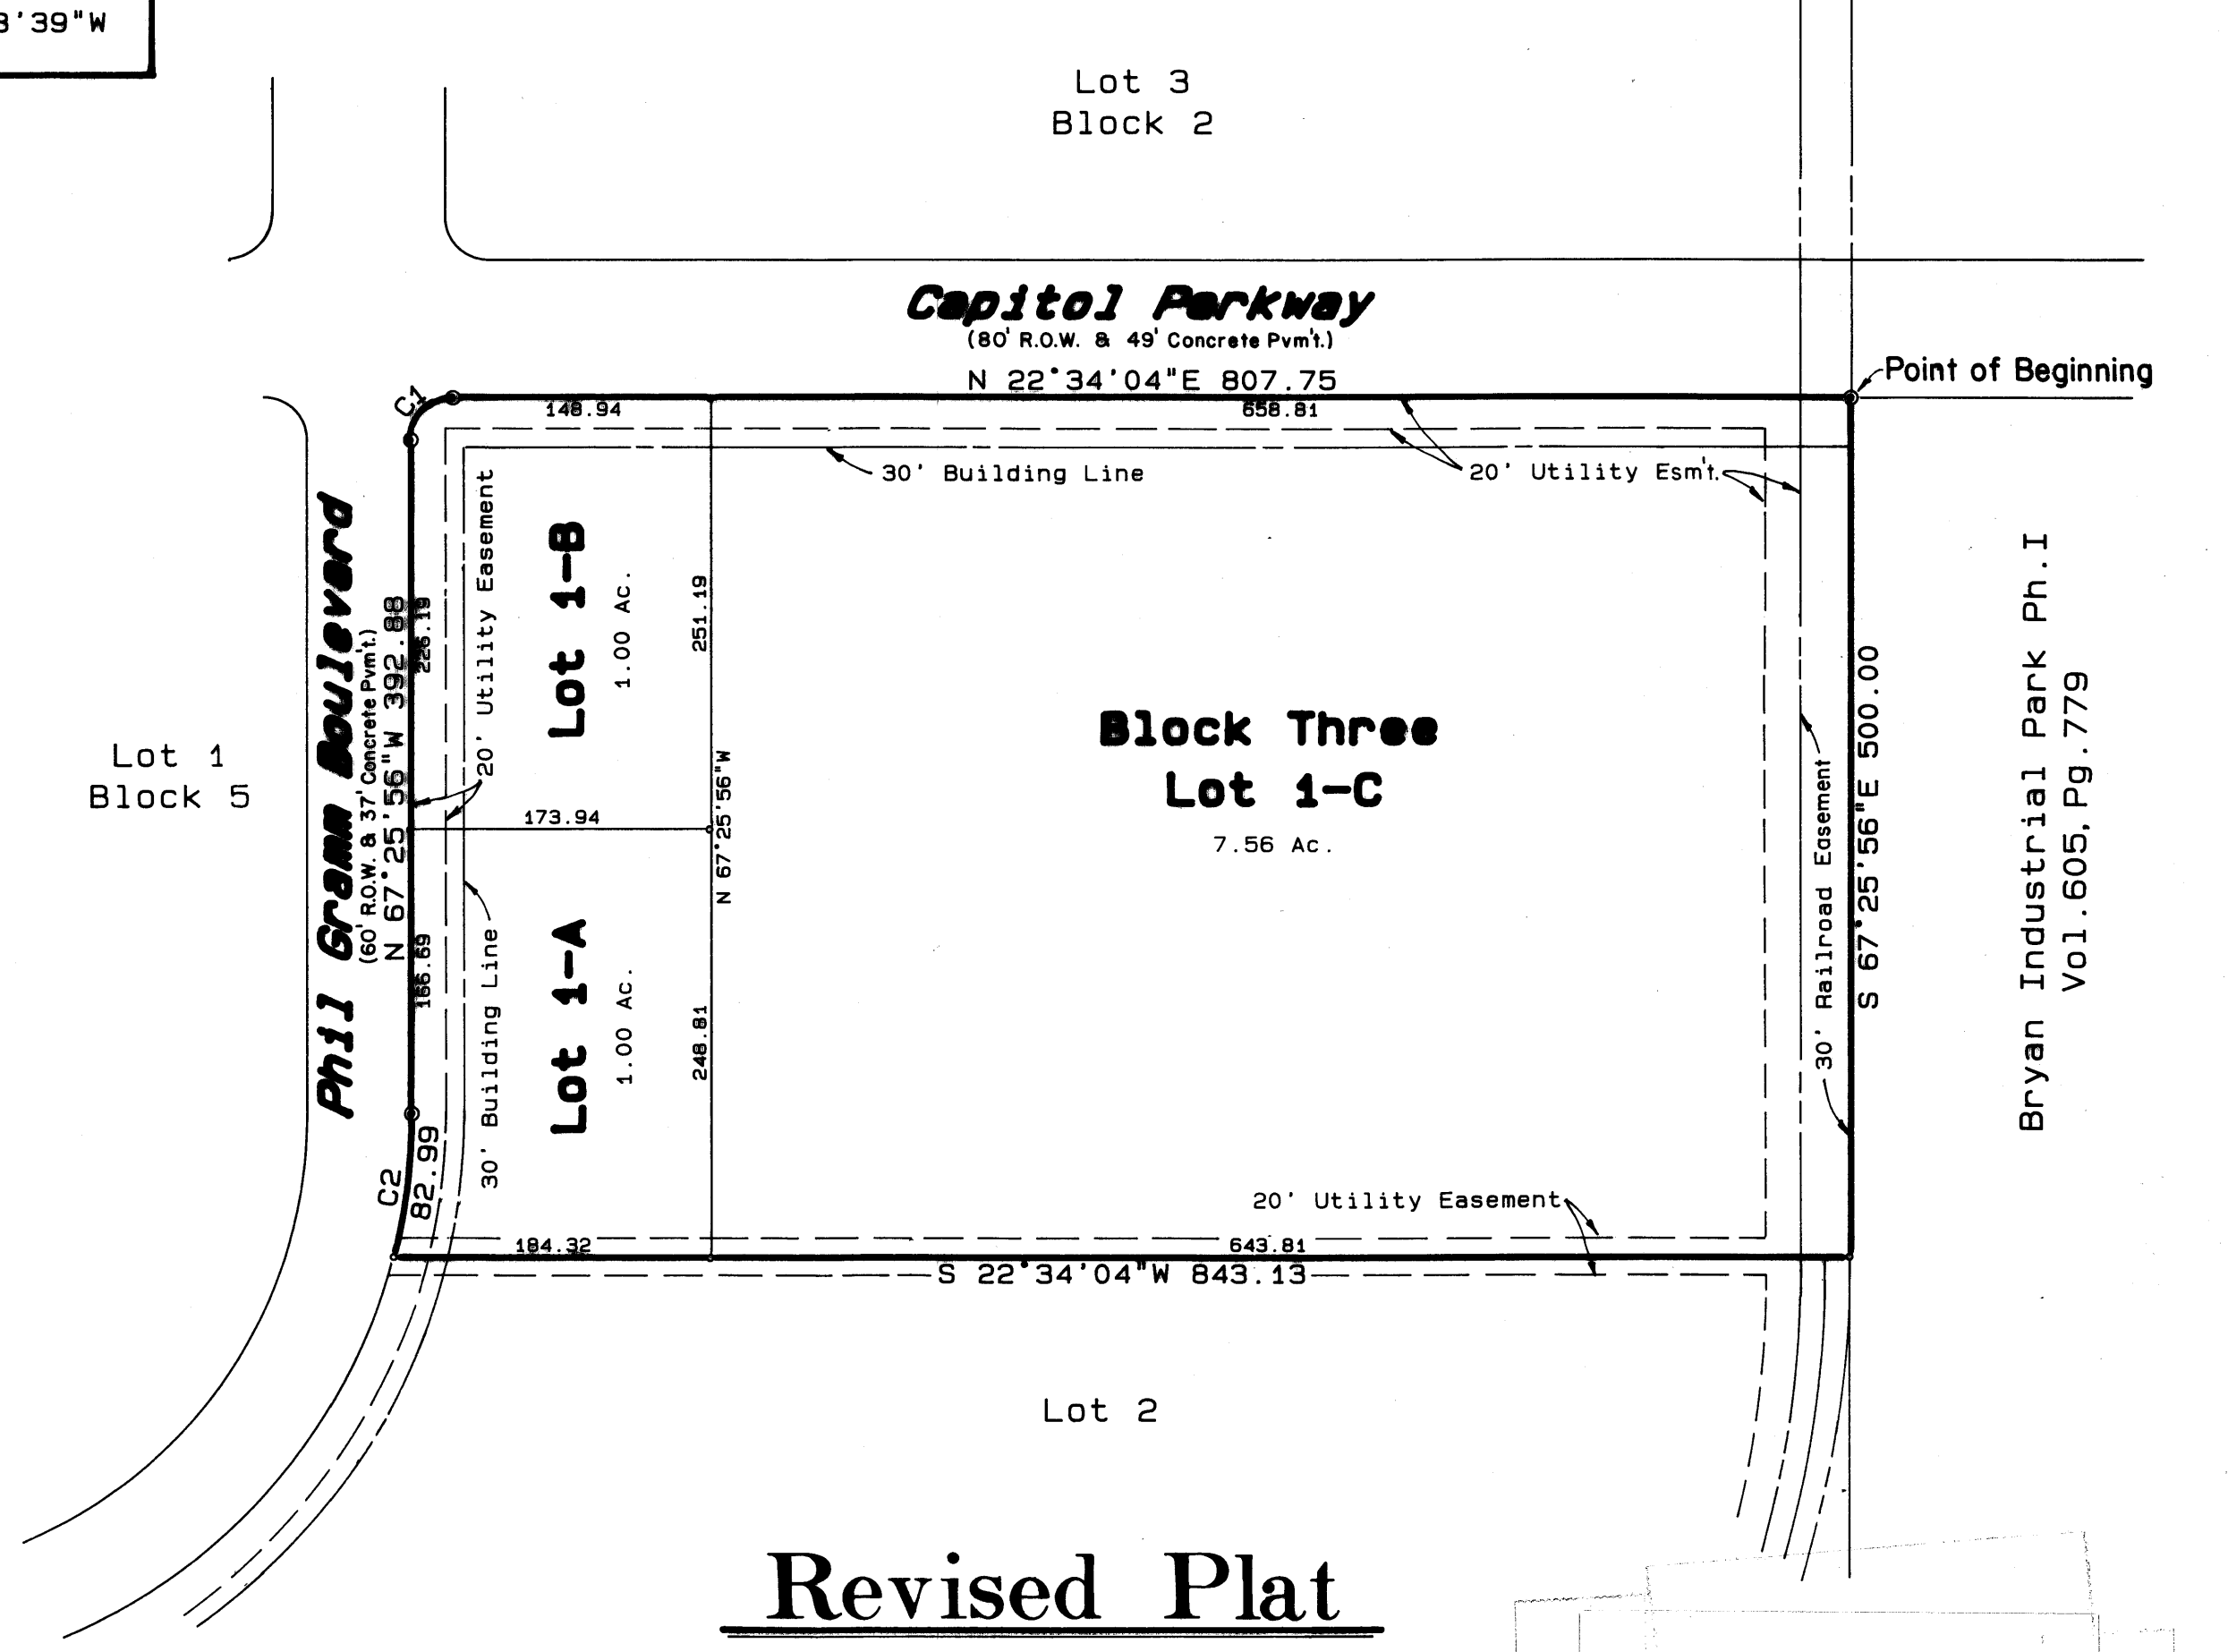 3'39"W
Lot 3
Block 2
Capitol Parkway
(80' R.O.W. & 49' Concrete Pvm't.)
N 22°34'04"E 807.75
Point of Beginning
C1
148.94
658.81
30' Building Line
20' Utility Esm't.
Phil Gramm Boulevard
(60' R.O.W. & 37' Concrete Pvm't.)
N 67°25'56"W 392.88
226.19
166.69
20' Utility Easement
Lot 1-B
1.00 Ac.
251.19
173.94
N 67°25'56"W
Lot 1
Block 5
Block Three
Lot 1-C
7.56 Ac.
30' Railroad Easement
S 67°25'56"E 500.00
Bryan Industrial Park Ph.I
Vol.605, Pg.779
30' Building Line
Lot 1-A
1.00 Ac.
248.81
C2
82.99
20' Utility Easement
184.32
643.81
S 22°34'04"W 843.13
Lot 2
Revised Plat